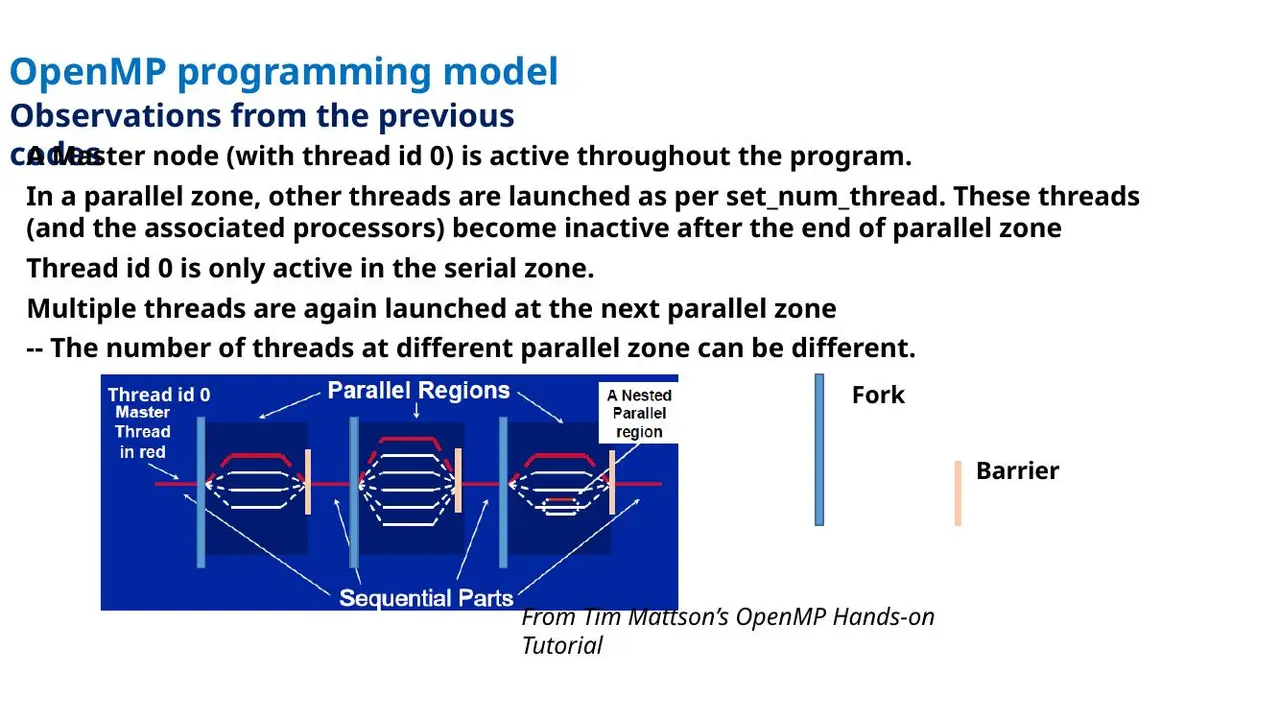 OpenMP programming model
Observations from the previous
codes
A Master node (with thread id 0) is active throughout the program.
In a parallel zone, other threads are launched as per set_num_thread. These threads
(and the associated processors) become inactive after the end of parallel zone
Thread id 0 is only active in the serial zone.
Multiple threads are again launched at the next parallel zone
-- The number of threads at different parallel zone can be different.
Thread id 0
Master
Thread
in red
Parallel Regions
A Nested
Parallel
region
Sequential Parts
Fork
Barrier
From Tim Mattson’s OpenMP Hands-on
Tutorial